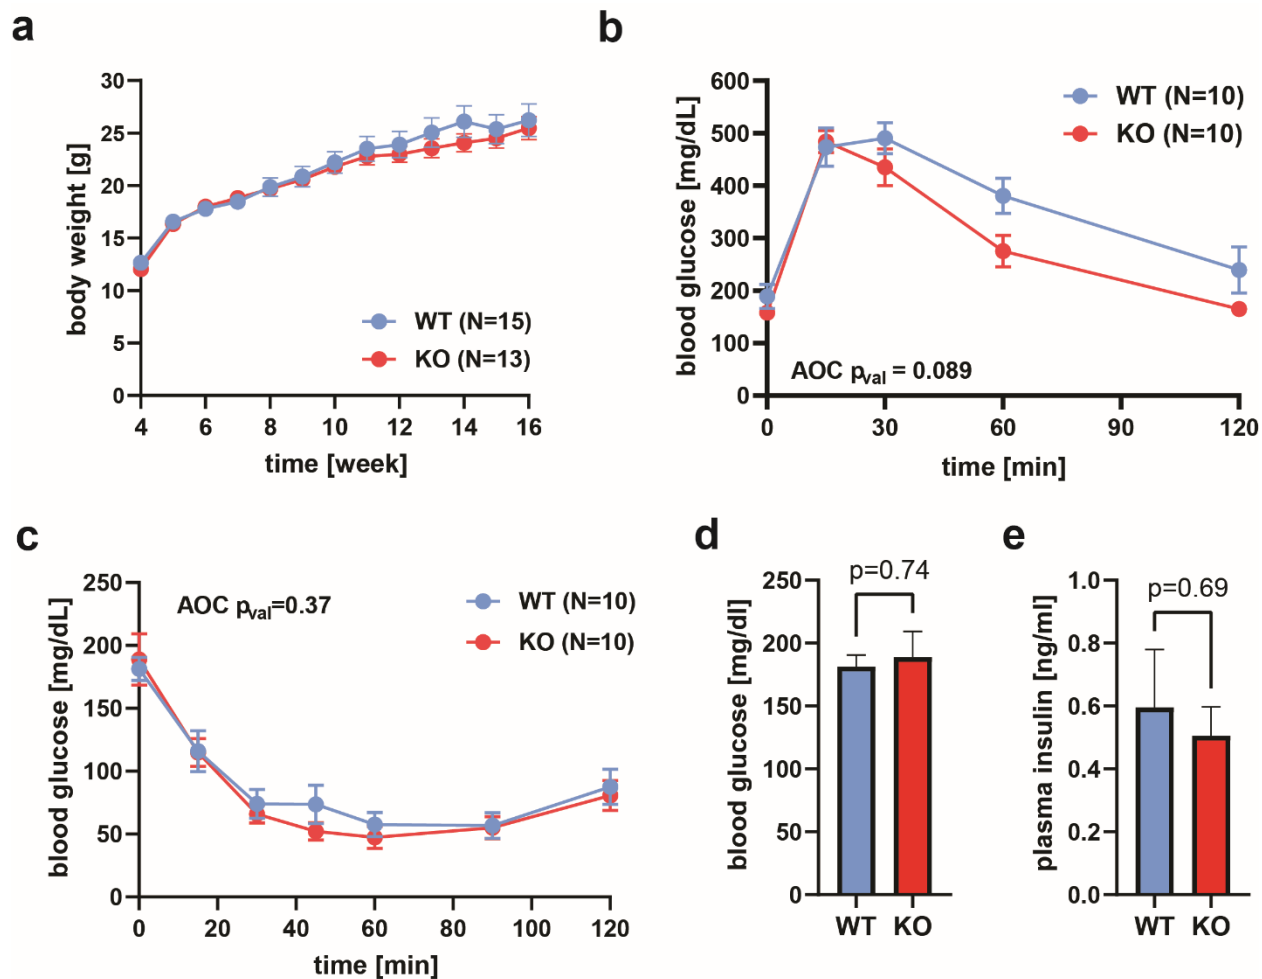 a
30
25
20
15
10
5
0
body weight [g]
WT (N=15)
KO (N=13)
4 6 8 10 12 14 16
time [week]
b
600
500
400
300
200
100
0
blood glucose [mg/dL]
WT (N=10)
KO (N=10)
AOC pval = 0.089
0 30 60 90 120
time [min]
c
250
200
150
100
50
0
blood glucose [mg/dL]
AOC pval=0.37
WT (N=10)
KO (N=10)
0 20 40 60 80 100 120
time [min]
d
250
200
150
100
50
0
blood glucose [mg/dl]
p=0.74
WT KO
e
1.0
0.8
0.6
0.4
0.2
0.0
plasma insulin [ng/ml]
p=0.69
WT KO